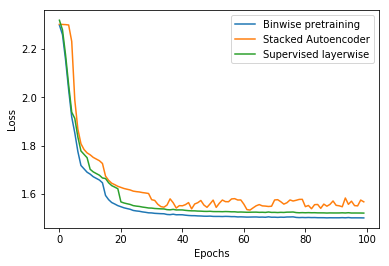 Binwise pretraining
Stacked Autoencoder
Supervised layerwise
2.2
2.0
1.8
1.6
Loss
0
20
40
60
80
100
Epochs